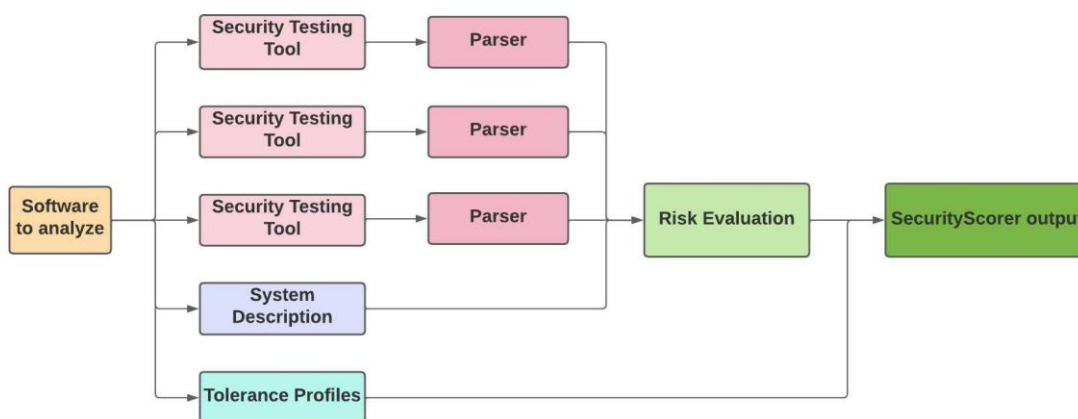 Security Testing
Tool
Parser
Security Testing
Tool
Parser
Software
to analyze
Security Testing
Tool
Parser
Risk Evaluation
SecurityScorer output
System
Description
Tolerance Profiles